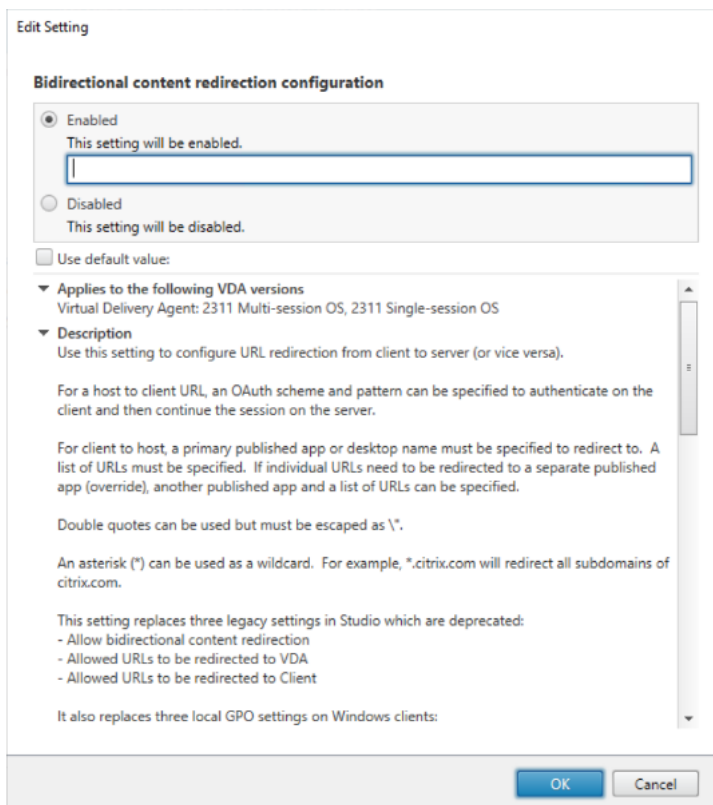 Edit Setting
Bidirectional content redirection configuration
Enabled
This setting will be enabled.
Disabled
This setting will be disabled.
Use default value:
Applies to the following VDA versions
Virtual Delivery Agent: 2311 Multi-session OS, 2311 Single-session OS
Description
Use this setting to configure URL redirection from client to server (or vice versa).
For a host to client URL, an OAuth scheme and pattern can be specified to authenticate on the
client and then continue the session on the server.
For client to host, a primary published app or desktop name must be specified to redirect to.  A
list of URLs must be specified.  If individual URLs need to be redirected to a separate published
app (override), another published app and a list of URLs can be specified.
Double quotes can be used but must be escaped as \".
An asterisk (*) can be used as a wildcard.  For example, *.citrix.com will redirect all subdomains of
citrix.com.
This setting replaces three legacy settings in Studio which are deprecated:
- Allow bidirectional content redirection
- Allowed URLs to be redirected to VDA
- Allowed URLs to be redirected to Client
It also replaces three local GPO settings on Windows clients:
OK
Cancel